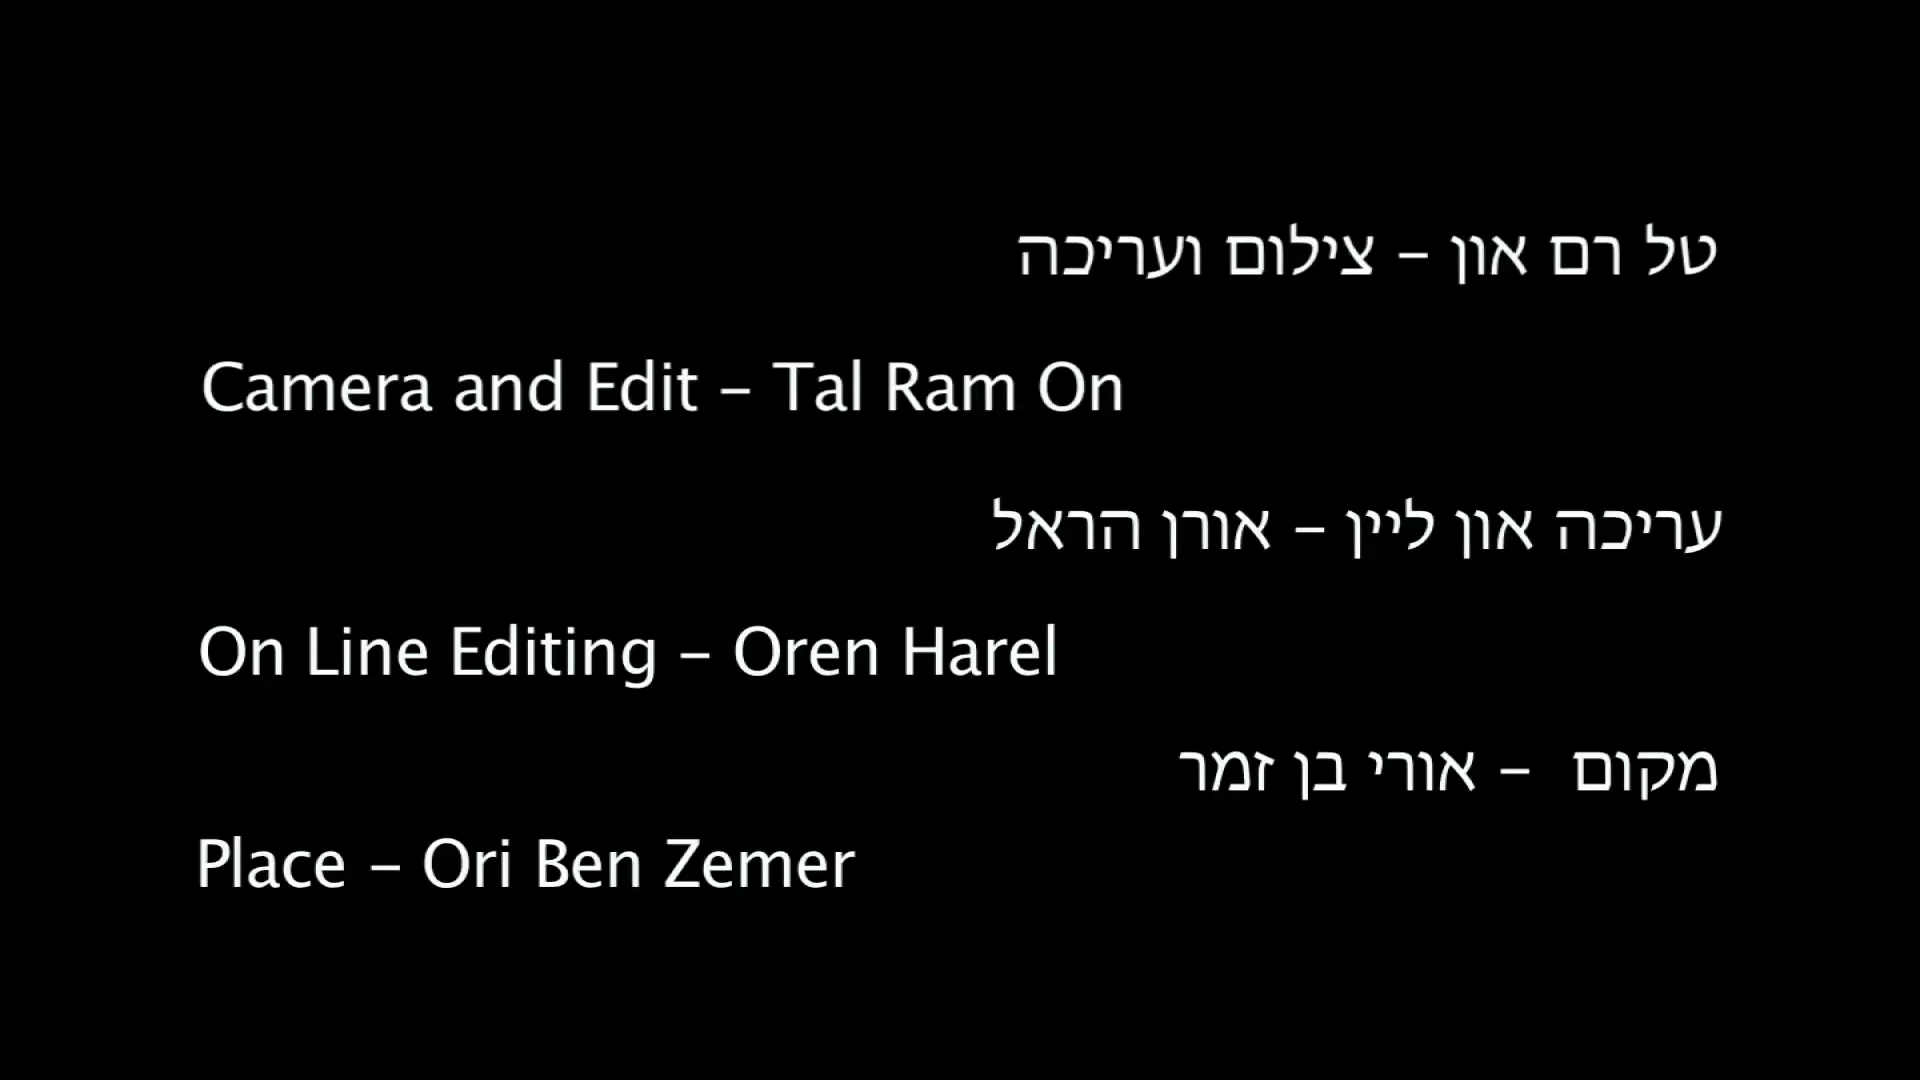 טל רם און – צילום ועריכה
Camera and Edit – Tal Ram On
עריכה און ליין – אורן הראל
On Line Editing – Oren Harel
מקום – אורי בן זמר
Place – Ori Ben Zemer